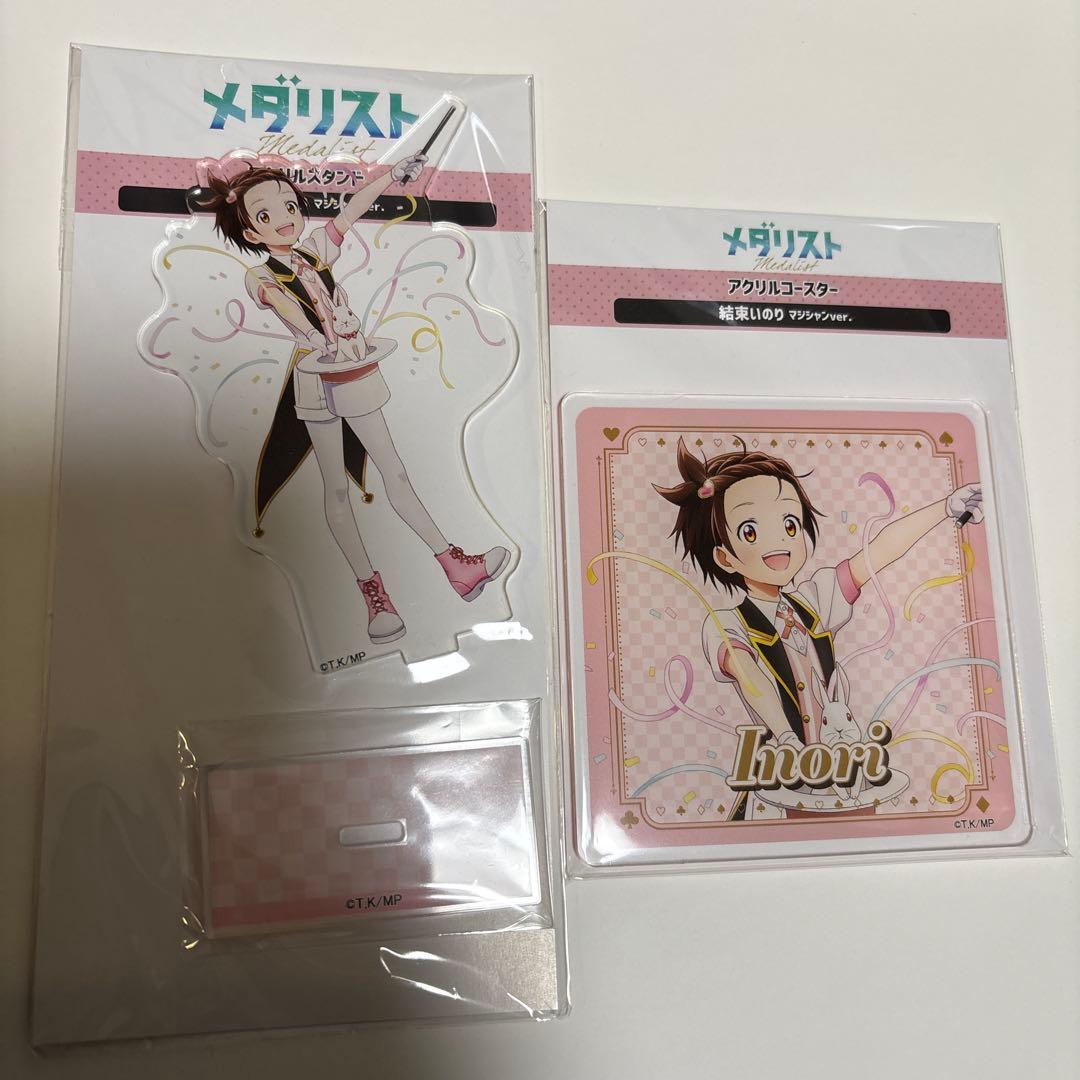 メダリスト
Medalist
リルスタンド
マジシャンver.
©T.K/MP
©T.K/MP
メダリスト
Medalist
アクリルコースター
結束いのり マジシャンver.
Inori
©T.K/MP